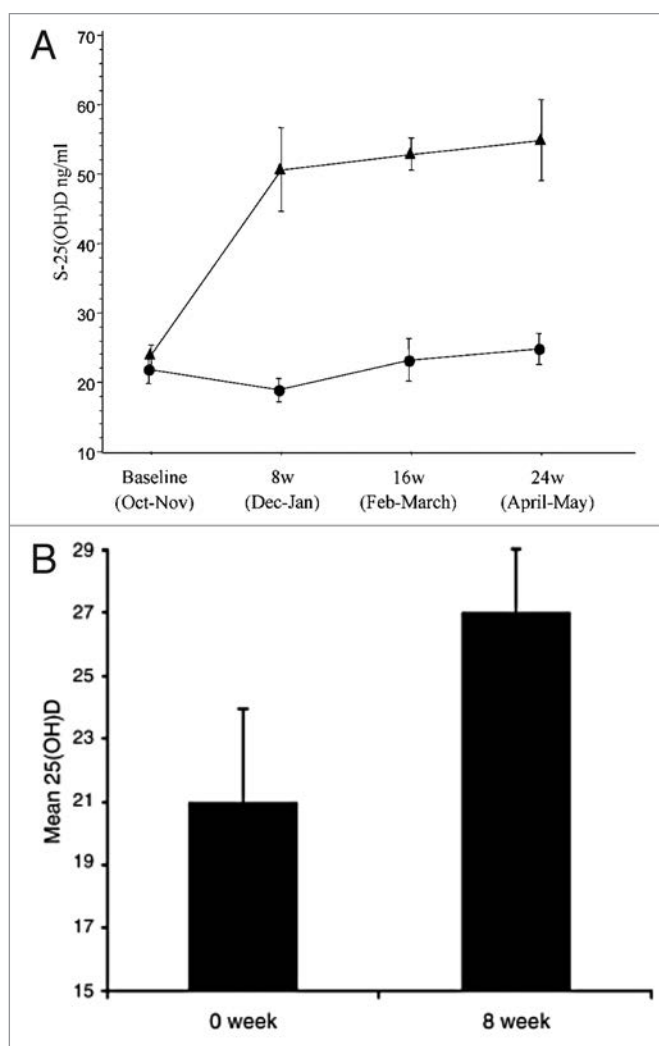 A
S-25(OH)D ng/ml
70
60
50
40
30
20
10
Baseline 8w 16w 24w
(Oct-Nov) (Dec-Jan) (Feb-March) (April-May)
B
Mean 25(OH)D
29
27
25
23
21
19
17
15
0 week 8 week